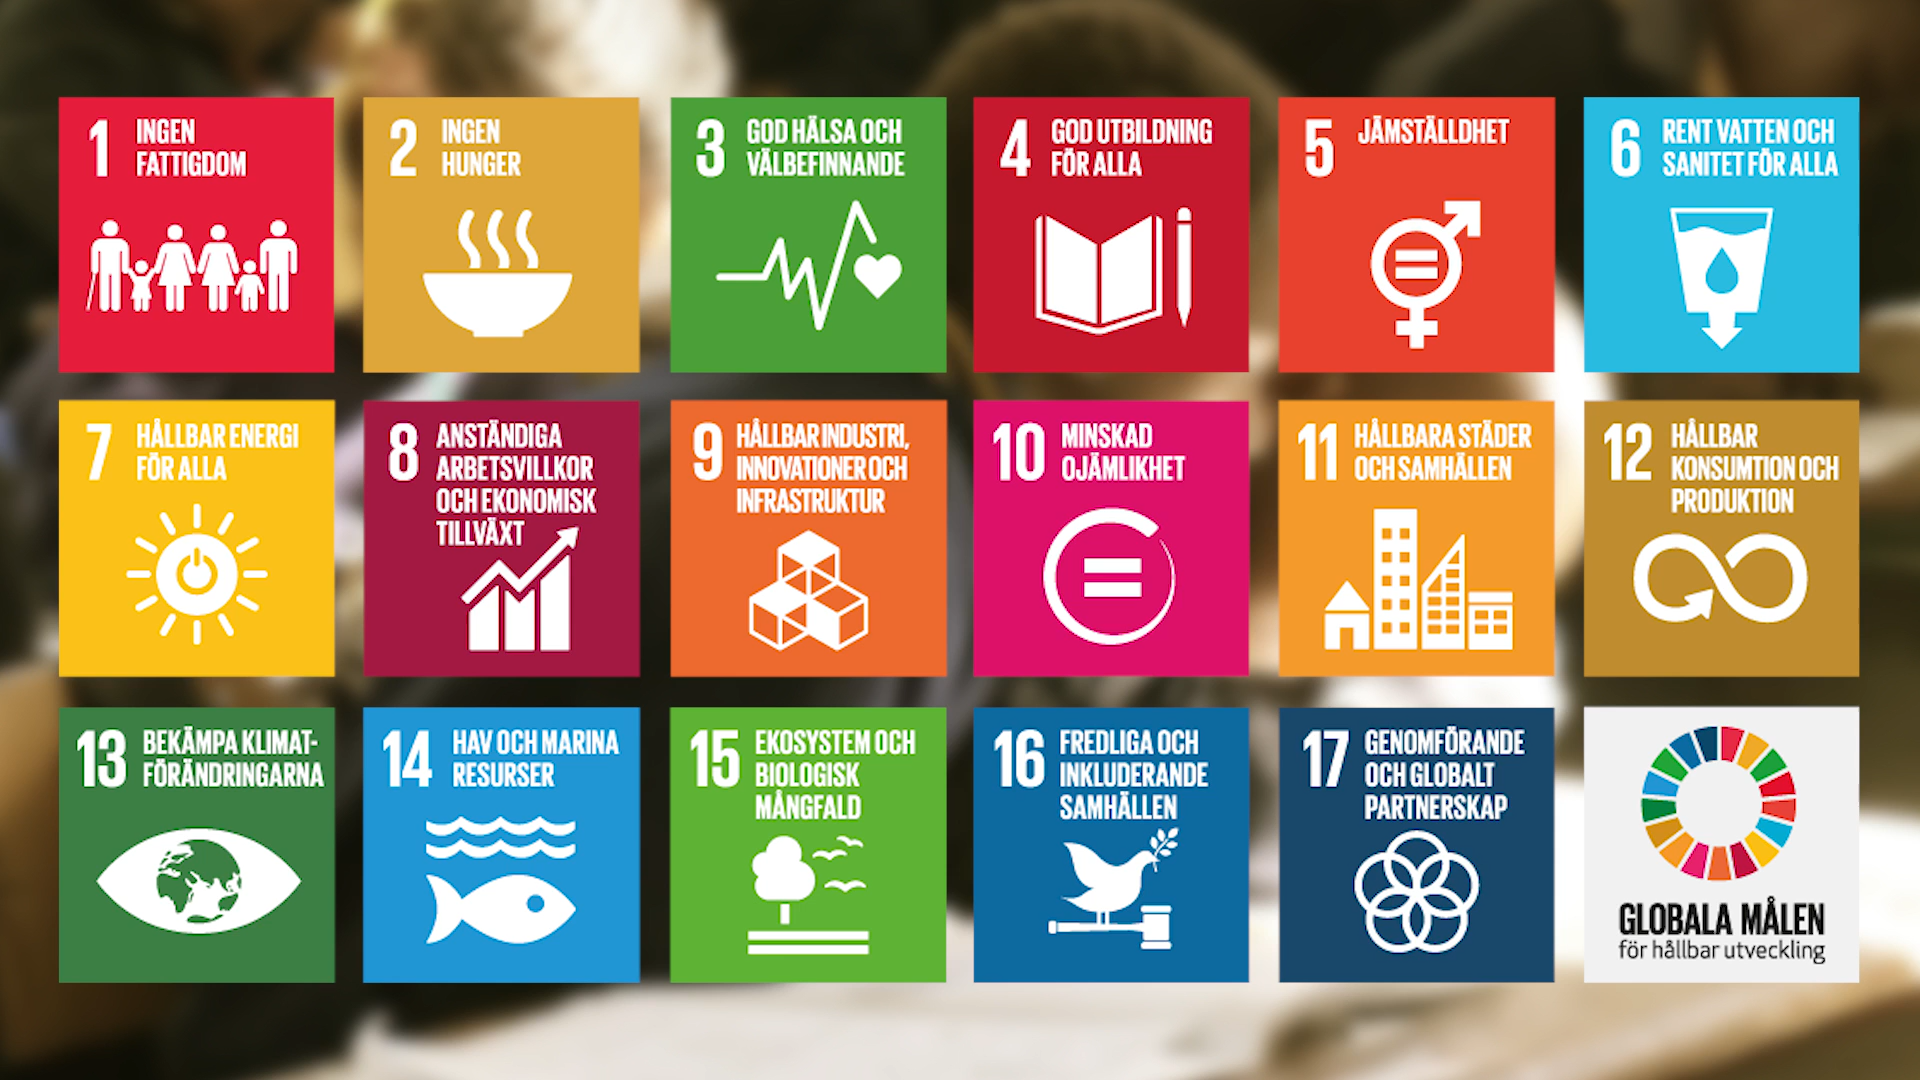 1 INGEN
FATTIGDOM
2 INGEN
HUNGER
3 GOD HÄLSA OCH
VÄLBEFINNANDE
4 GOD UTBILDNING
FÖR ALLA
5 JÄMSTÄLLDHET
6 RENT VATTEN OCH
SANITET FÖR ALLA
7 HÅLLBAR ENERGI
FÖR ALLA
8 ANSTÄNDIGA
ARBETSVILLKOR
OCH EKONOMISK
TILLVÄXT
9 HÅLLBAR INDUSTRI,
INNOVATIONER OCH
INFRASTRUKTUR
10 MINSKAD
OJÄMLIKHET
11 HÅLLBARA STÄDER
OCH SAMHÄLLEN
12 HÅLLBAR
KONSUMTION OCH
PRODUKTION
13 BEKÄMPA KLIMAT-
FÖRÄNDRINGARNA
14 HAV OCH MARINA
RESURSER
15 EKOSYSTEM OCH
BIOLOGISK
MÅNGFALD
16 FREDLIGA OCH
INKLUDERANDE
SAMHÄLLEN
17 GENOMFÖRANDE
OCH GLOBALT
PARTNERSKAP
GLOBALA MÅLEN
för hållbar utveckling